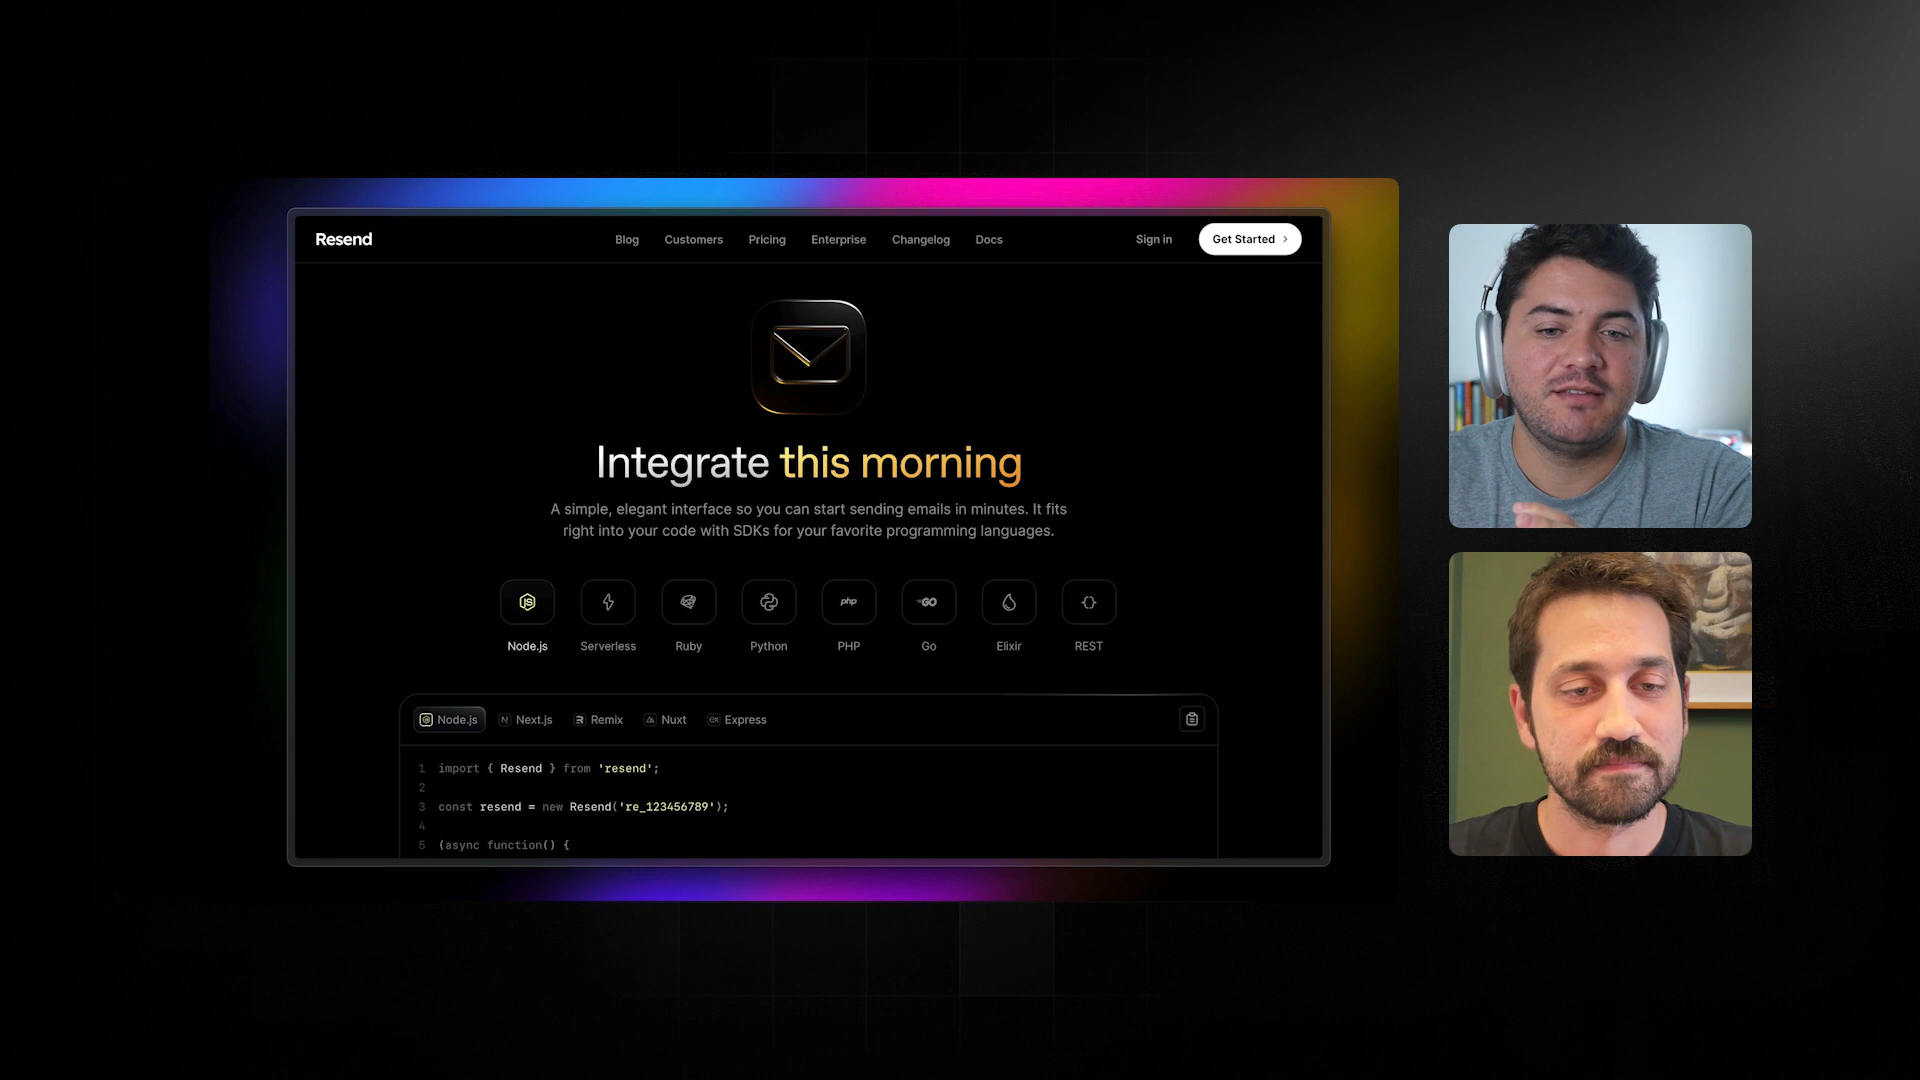 Resend
Blog Customers Pricing Enterprise Changelog Docs
Sign in
Get Started
Integrate this morning
A simple, elegant interface so you can start sending emails in minutes. It fits
right into your code with SDKs for your favorite programming languages.
JS php GO
Node.js Serverless Ruby Python PHP Go Elixir REST
Node.js Next.js Remix Nuxt Express
1 import { Resend } from 'resend';
2
3 const resend = new Resend('re_123456789');
4
5 (async function() {